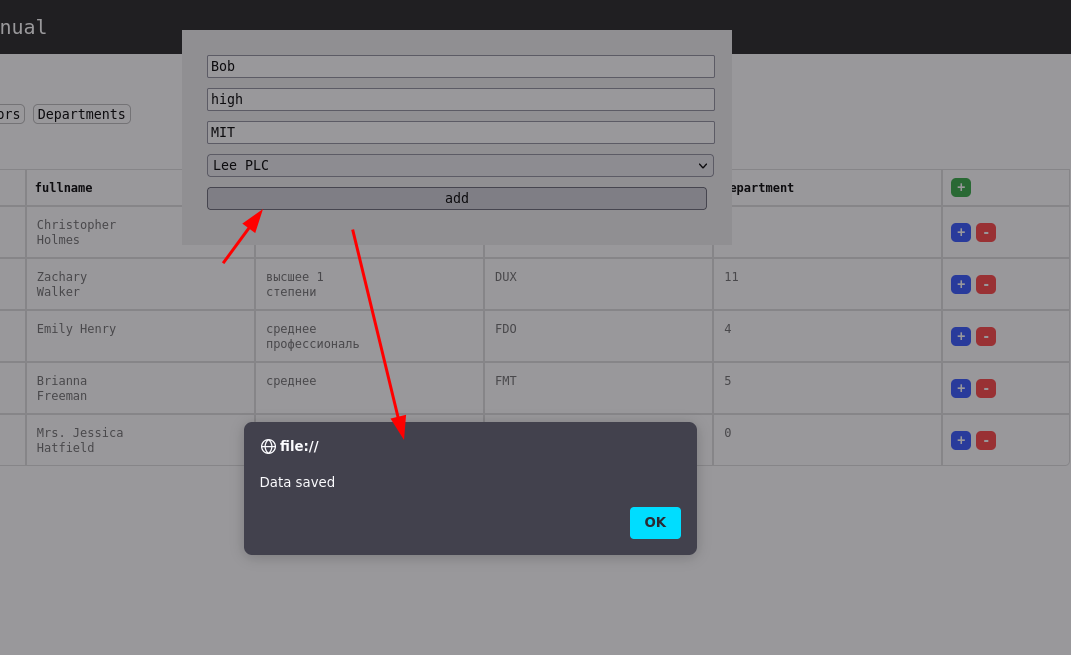 nual
Bob
high
MIT
Lee PLC
add
ors Departments
fullname epartment +
Christopher
Holmes
+ -
Zachary
Walker
высшее 1
степени
DUX
11
+ -
Emily Henry
среднее
профессиональ
FDO
4
+ -
Brianna
Freeman
среднее
FMT
5
+ -
Mrs. Jessica
Hatfield
0
+ -
file://
Data saved
OK